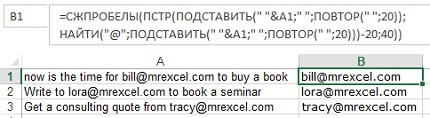 B1 =СЖПРОБЕЛЫ(ПСТР(ПОДСТАВИТЬ(" "&A1;" ";ПОВТОР(" ";20));
НАЙТИ("@";ПОДСТАВИТЬ(" "&A1;" ";ПОВТОР(" ";20)))-20;40))
A B
1 now is the time for bill@mrexcel.com to buy a book bill@mrexcel.com
2 Write to lora@mrexcel.com to book a seminar lora@mrexcel.com
3 Get a consulting quote from tracy@mrexcel.com tracy@mrexcel.com